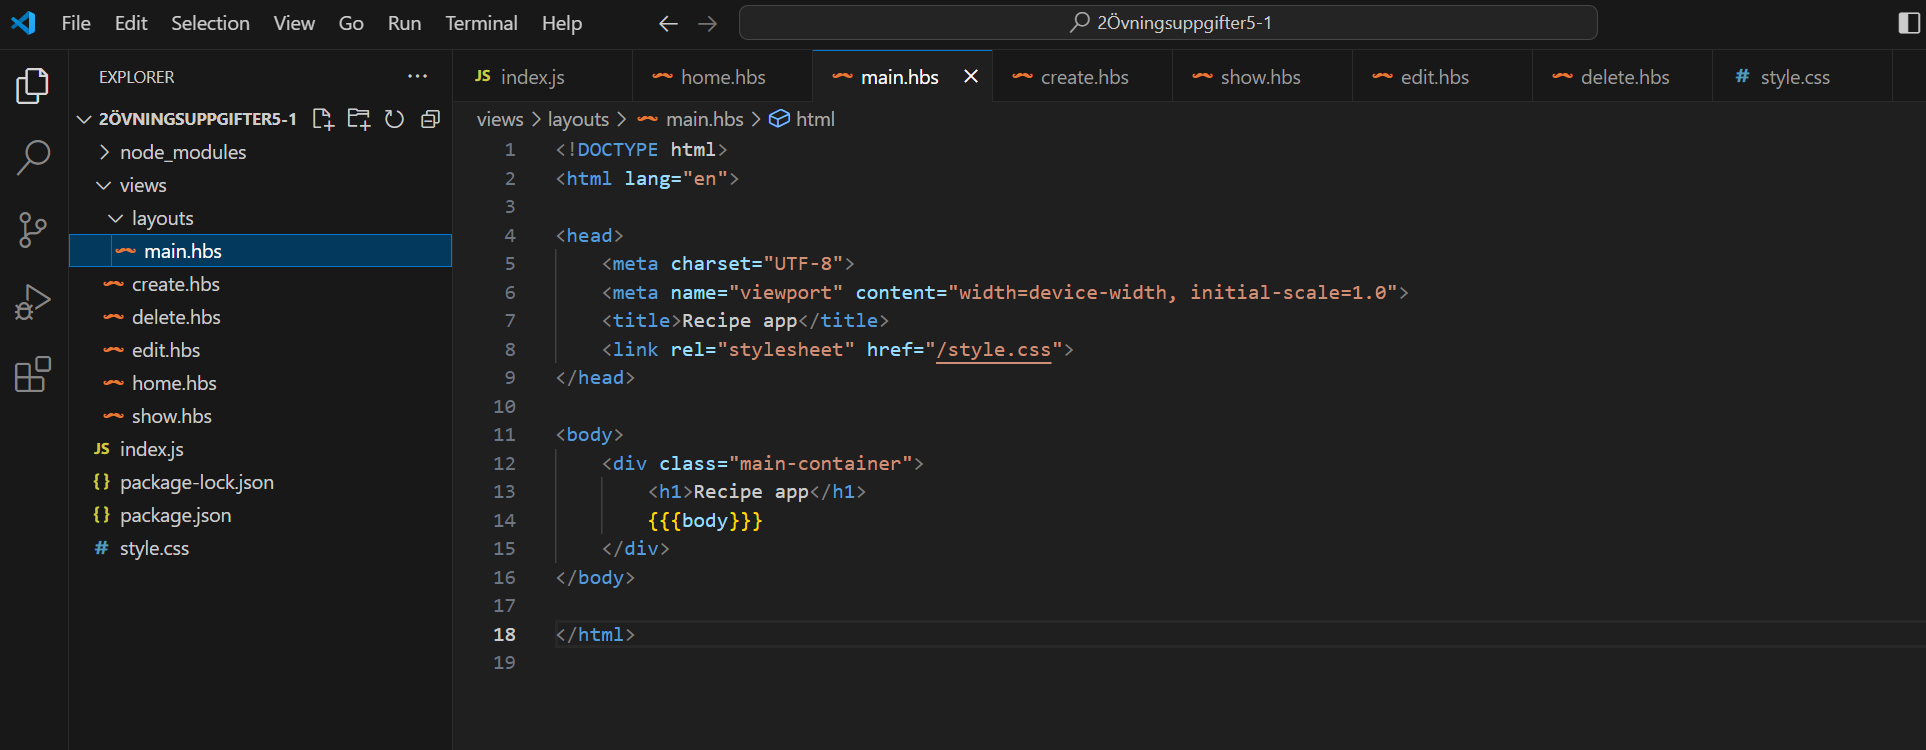 File Edit Selection View Go Run Terminal Help
2Övningsuppgifter5-1
EXPLORER
2ÖVNINGSUPPGIFTER5-1
node_modules
views
layouts
main.hbs
create.hbs
delete.hbs
edit.hbs
home.hbs
show.hbs
JS index.js
{} package-lock.json
{} package.json
# style.css
JS index.js home.hbs main.hbs create.hbs show.hbs edit.hbs delete.hbs # style.css
views > layouts > main.hbs > html
1 <!DOCTYPE html>
2 <html lang="en">
3
4 <head>
5 <meta charset="UTF-8">
6 <meta name="viewport" content="width=device-width, initial-scale=1.0">
7 <title>Recipe app</title>
8 <link rel="stylesheet" href="/style.css">
9 </head>
10
11 <body>
12 <div class="main-container">
13 <h1>Recipe app</h1>
14 {{{body}}}
15 </div>
16 </body>
17
18 </html>
19